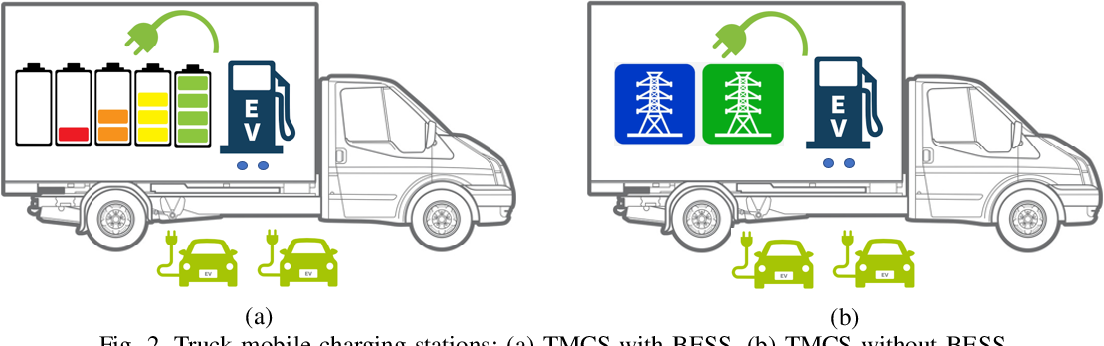 E
V
E
V
EV
EV
EV
EV
(a)
(b)
Fig. 2. Truck mobile charging stations: (a) TMCS with BESS, (b) TMCS without BESS